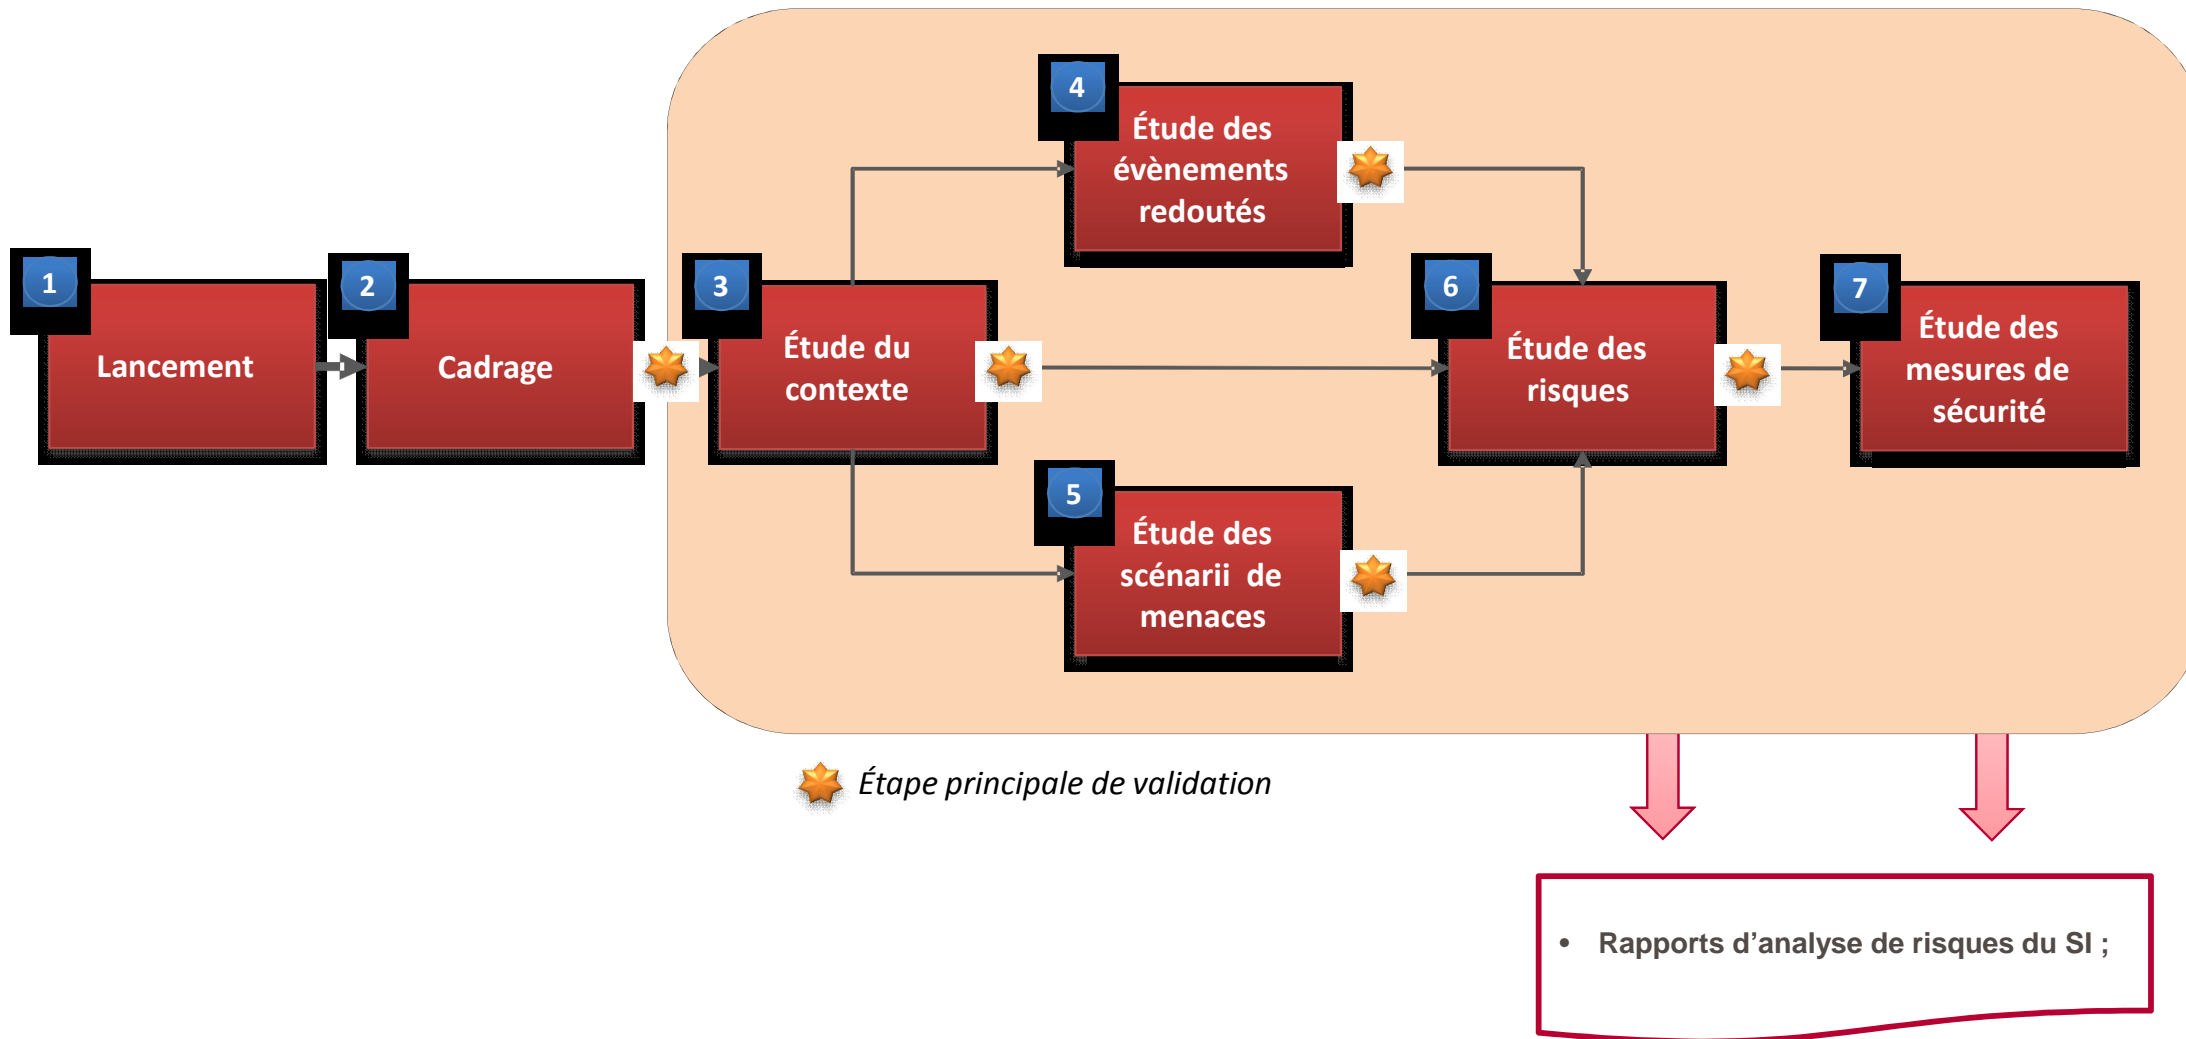 1
Lancement
2
Cadrage
3
Étude du
contexte
4
Étude des
évènements
redoutés
5
Étude des
scénarii  de
menaces
6
Étude des
risques
7
Étude des
mesures de
sécurité
Étape principale de validation
• Rapports d’analyse de risques du SI ;